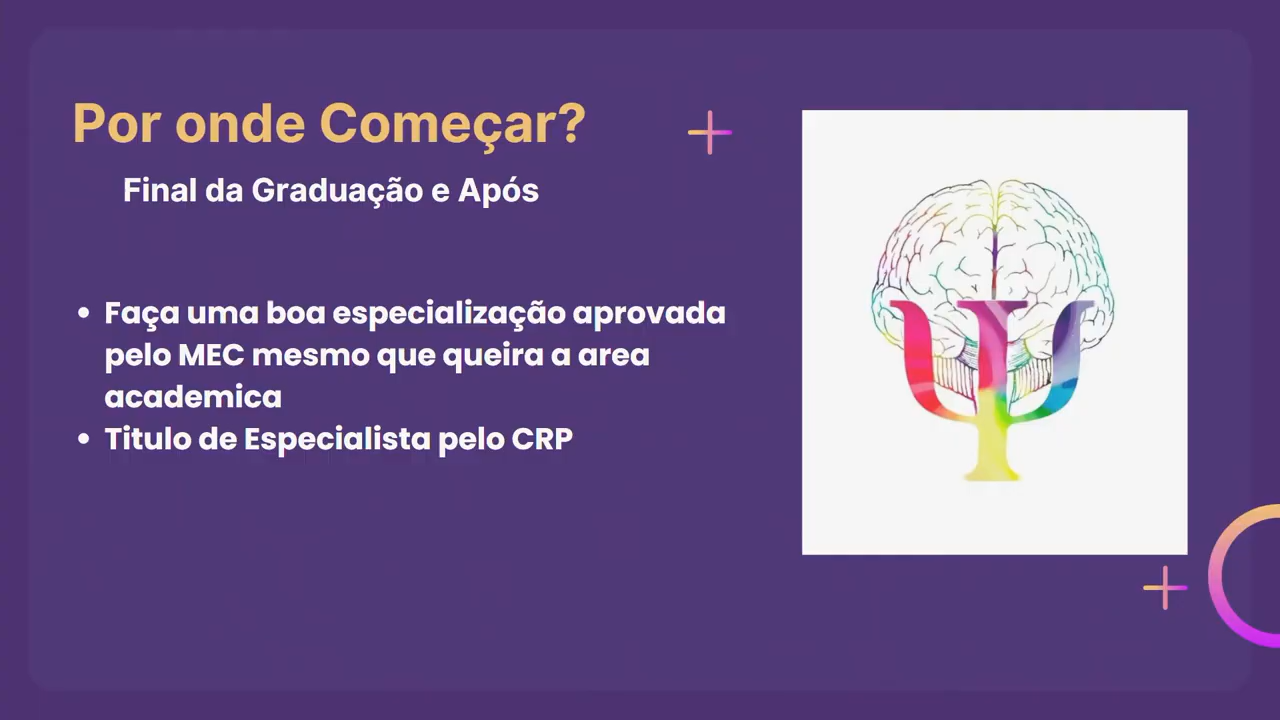 Por onde Começar?
Final da Graduação e Após
• Faça uma boa especialização aprovada
pelo MEC mesmo que queira a area
academica
• Titulo de Especialista pelo CRP